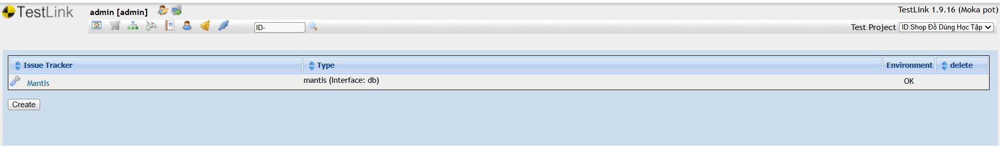 TestLink
admin [admin]
TestLink 1.9.16 (Moka pot)
ID-
Test Project ID:Shop Đồ Dùng Học Tập
Issue Tracker Type Environment delete
Mantis mantis (Interface: db) OK
Create